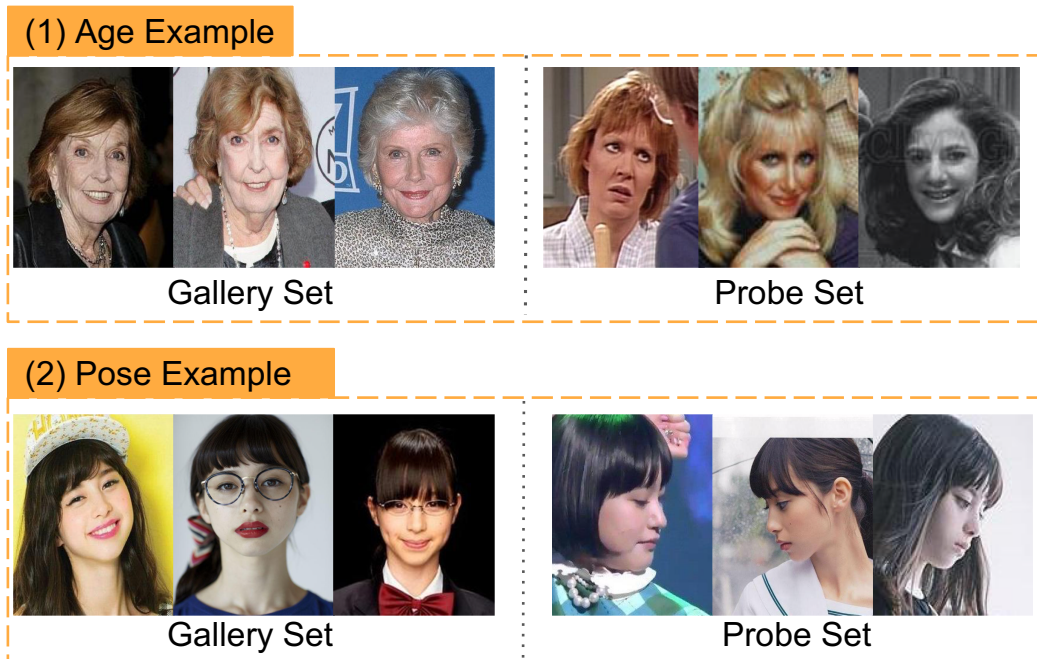 (1) Age Example
Gallery Set
Probe Set
(2) Pose Example
Gallery Set
Probe Set